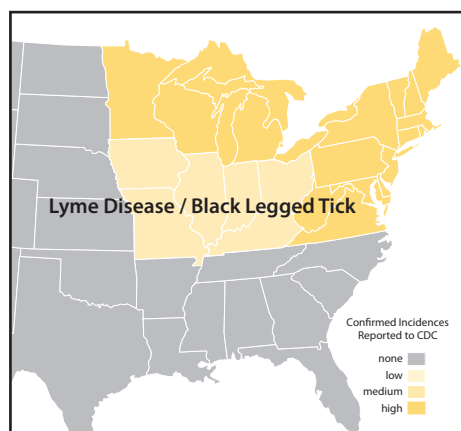 Lyme Disease / Black Legged Tick
Confirmed Incidences
Reported to CDC
none
low
medium
high